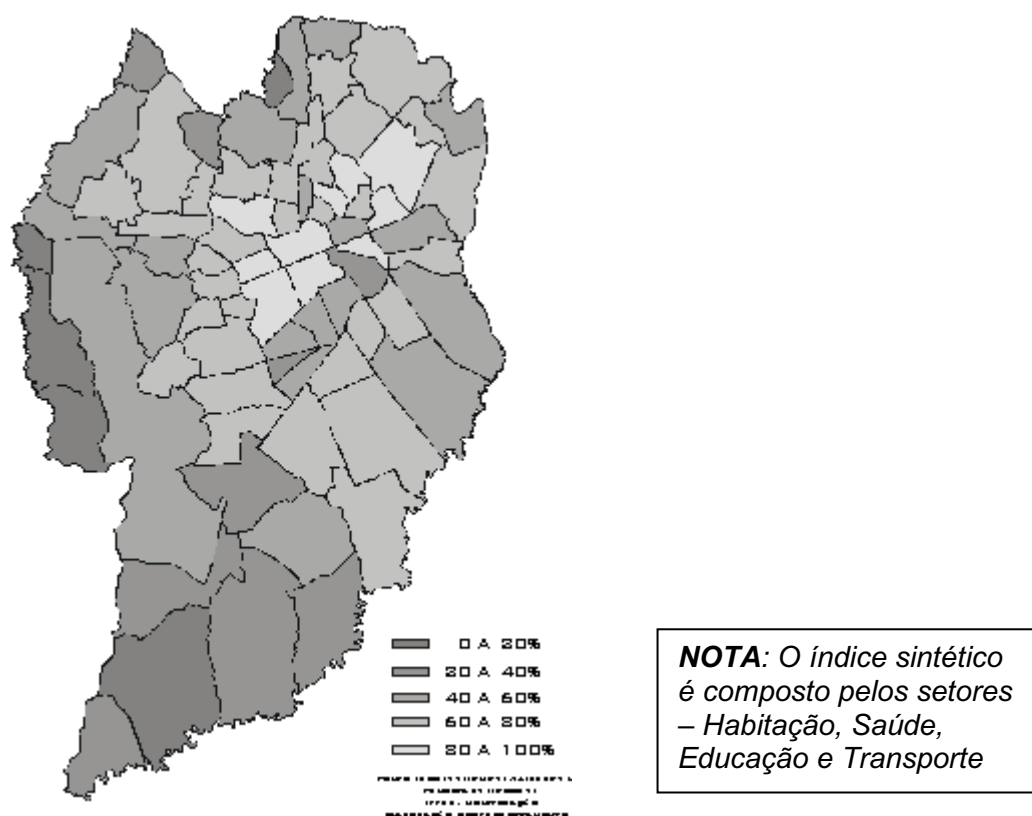 0 A 20%
20 A 40%
40 A 60%
60 A 80%
80 A 100%
NOTA: O índice sintético
é composto pelos setores
– Habitação, Saúde,
Educação e Transporte